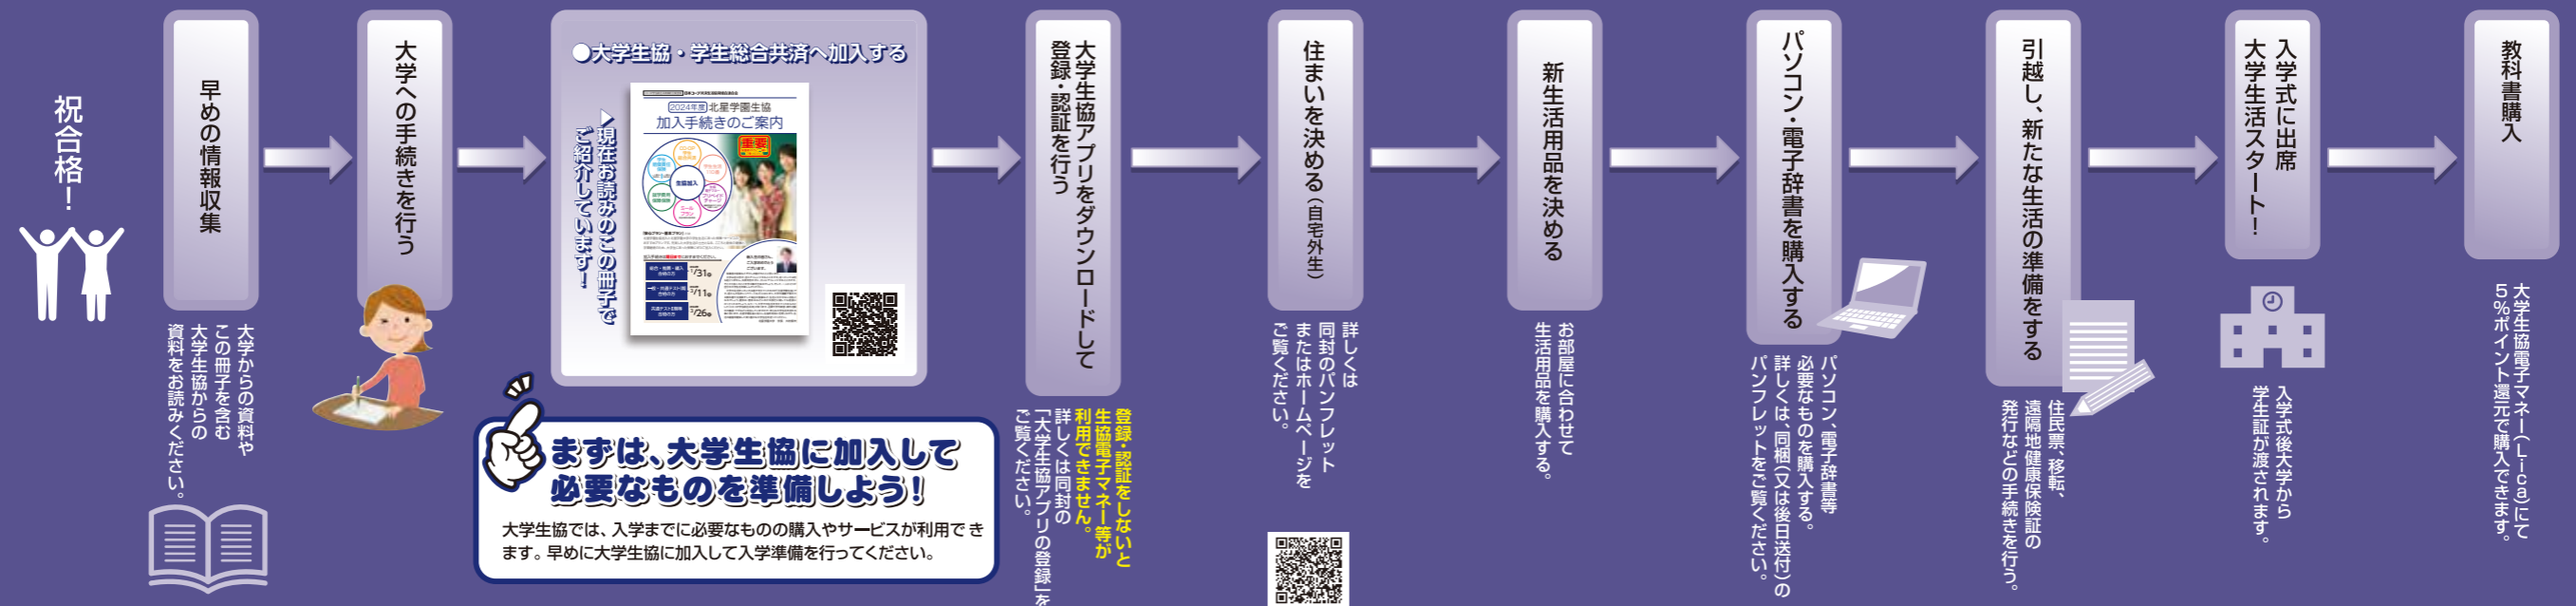 祝合格！
早めの情報収集
大学からの資料や
この冊子を含む
大学生協からの
資料をお読みください。
大学への手続きを行う
●大学生協・学生総合共済へ加入する
▶現在お読みのこの冊子で
ご紹介しています！
2024年度 北星学園生協
加入手続きのご案内
重要
生協加入
1/31
3/11
3/26
まずは、大学生協に加入して
必要なものを準備しよう！
大学生協では、入学までに必要なものの購入やサービスが利用でき
ます。早めに大学生協に加入して入学準備を行ってください。
大学生協アプリをダウンロードして
登録・認証を行う
登録・認証をしないと
生協電子マネー等が
利用できません。
詳しくは同封の
「大学生協アプリの登録」を
ご覧ください。
住まいを決める（自宅外生）
詳しくは
同封のパンフレット
またはホームページを
ご覧ください。
新生活用品を決める
お部屋に合わせて
生活用品を購入する。
パソコン・電子辞書を購入する
パソコン、電子辞書等
必要なものを購入する。
詳しくは、同梱（又は後日送付）の
パンフレットをご覧ください。
引越し、新たな生活の準備をする
住民票、移転、
遠隔地健康保険証の
発行などの手続きを行う。
入学式に出席
大学生活スタート！
入学式後大学から
学生証が渡されます。
教科書購入
大学生協電子マネー（Lica）にて
5％ポイント還元で購入できます。